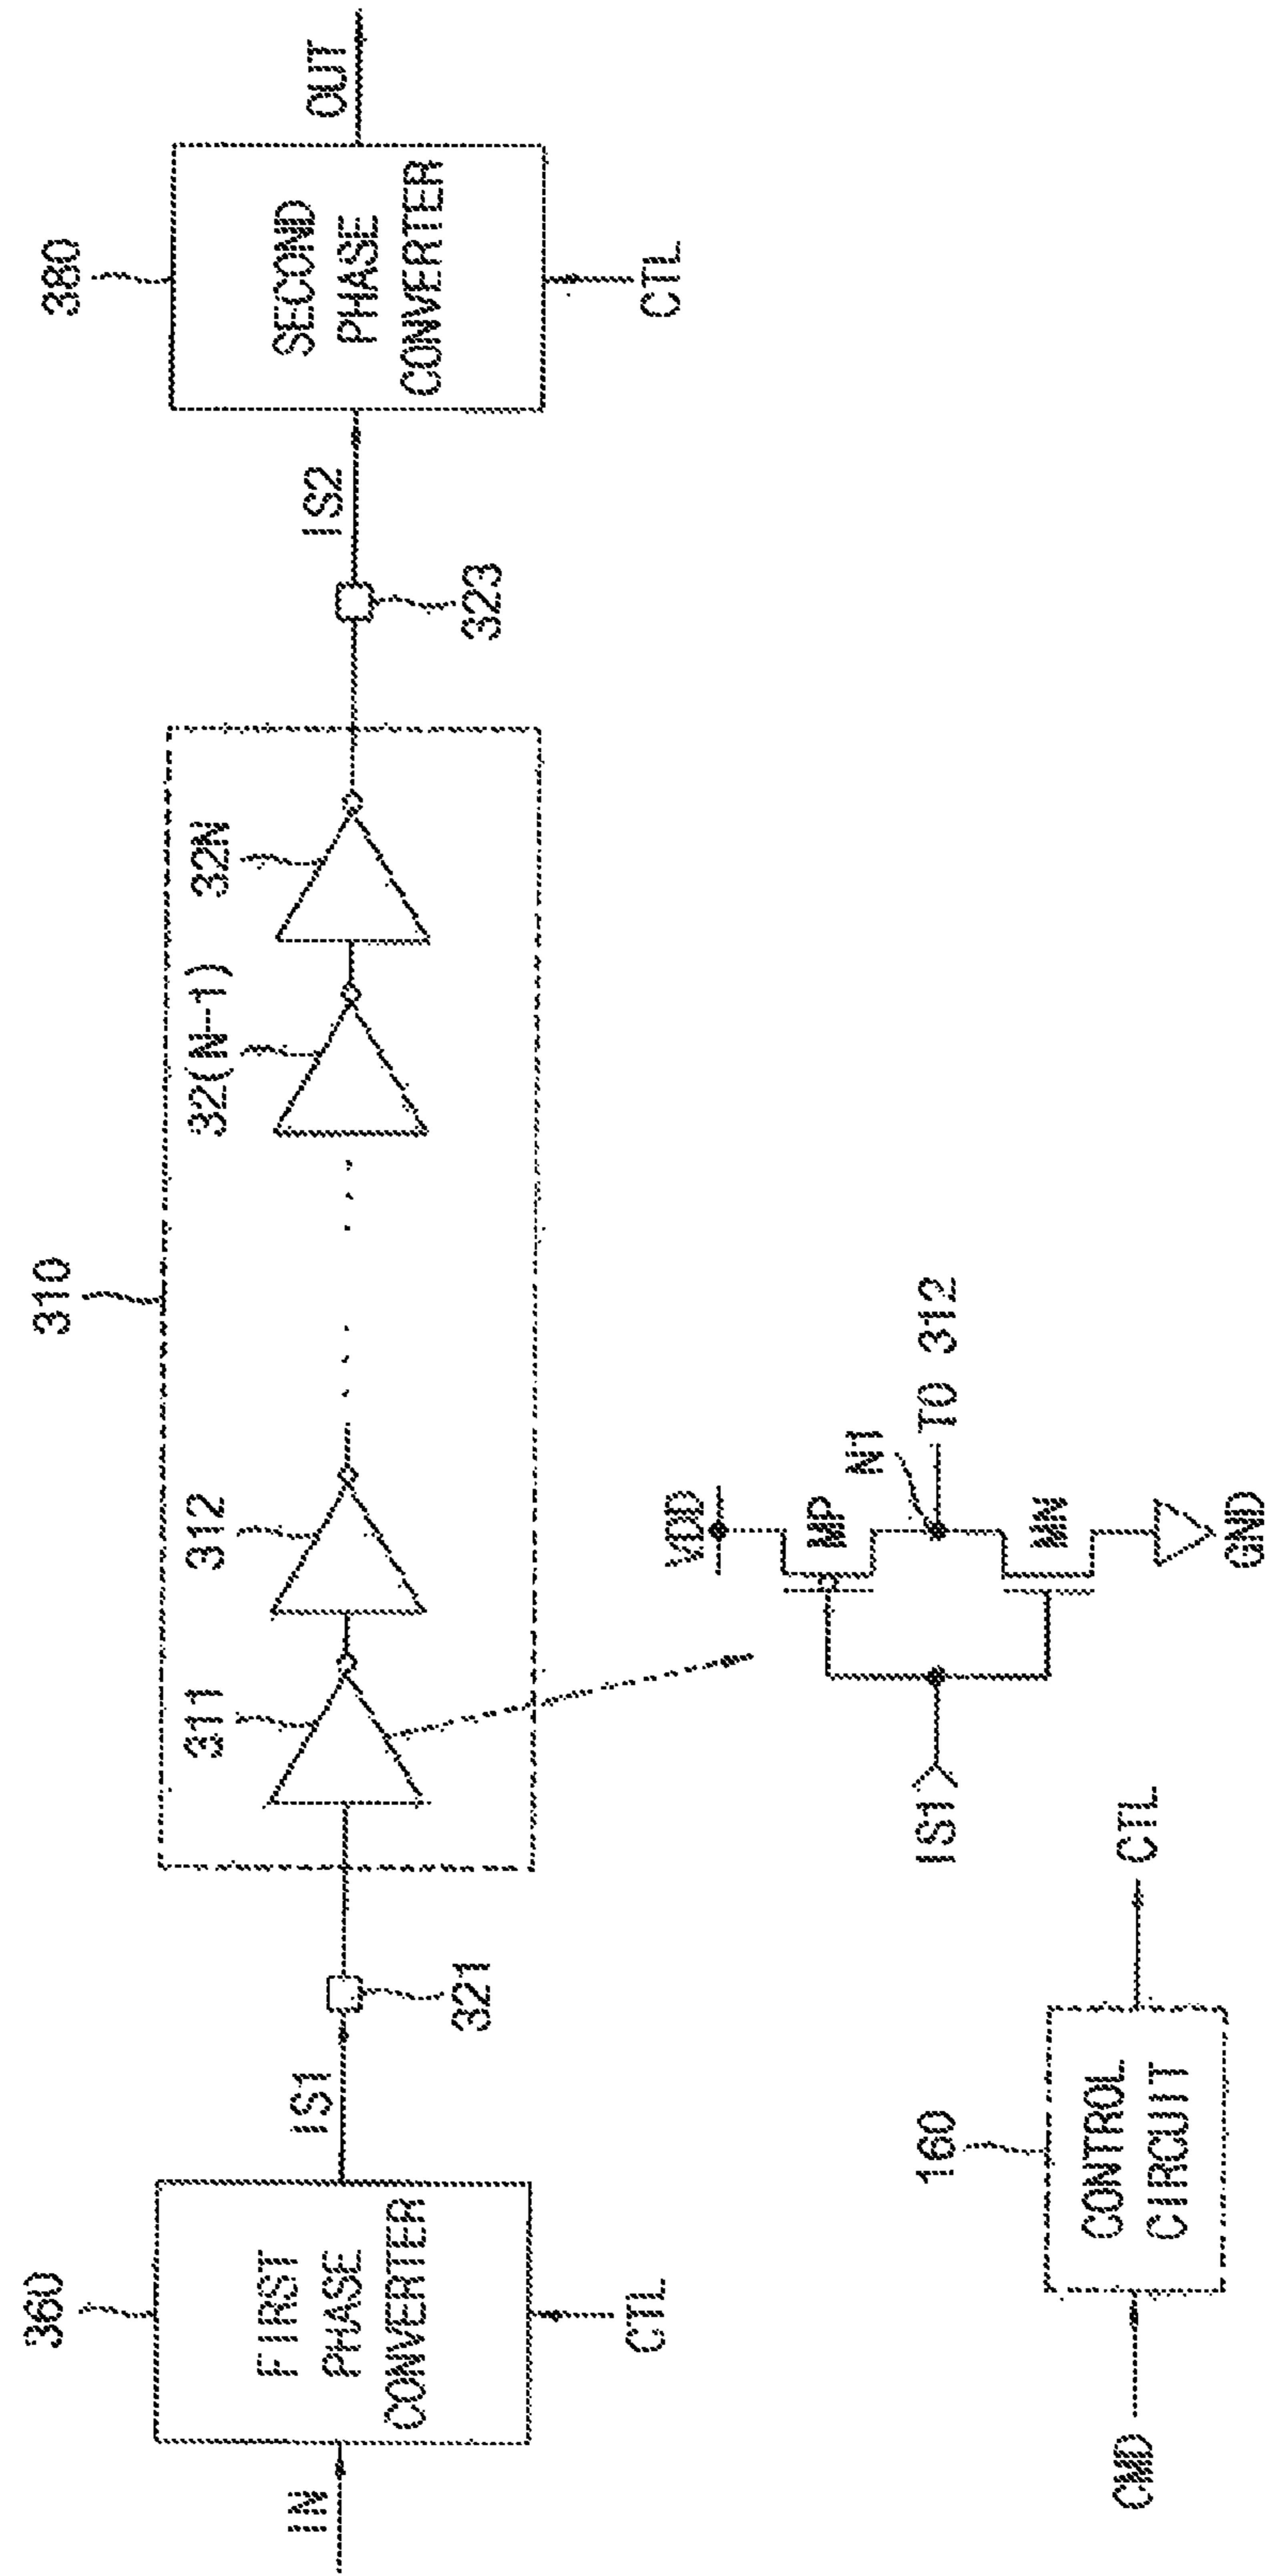 310
360
380
311
312
32(N-1)
32N
IN
FIRST
PHASE
CONVERTER
IS1
IS2
SECOND
PHASE
CONVERTER
OUT
321
323
CTL
CTL
VDD
MP
N1
IS1
TO 312
MN
GND
160
CMD
CONTROL
CIRCUIT
CTL